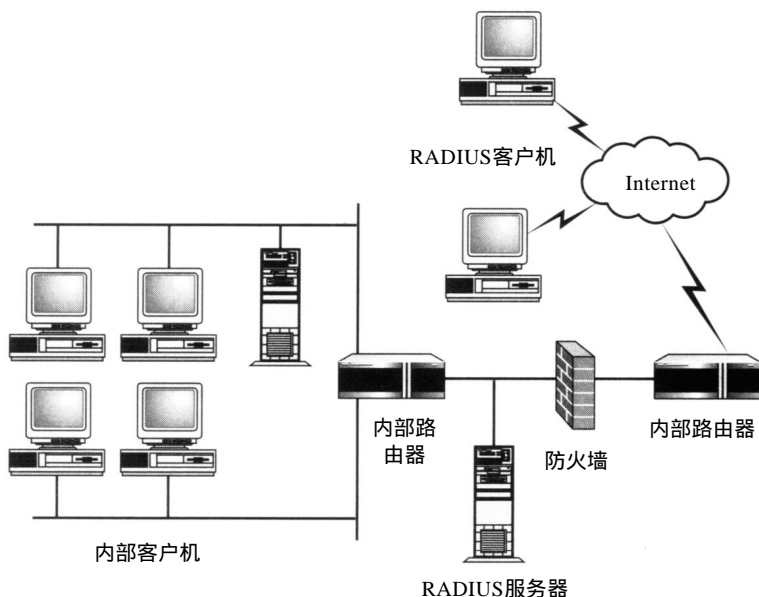 RADIUS客户机
Internet
内部路
由器
防火墙
内部路由器
内部客户机
RADIUS服务器